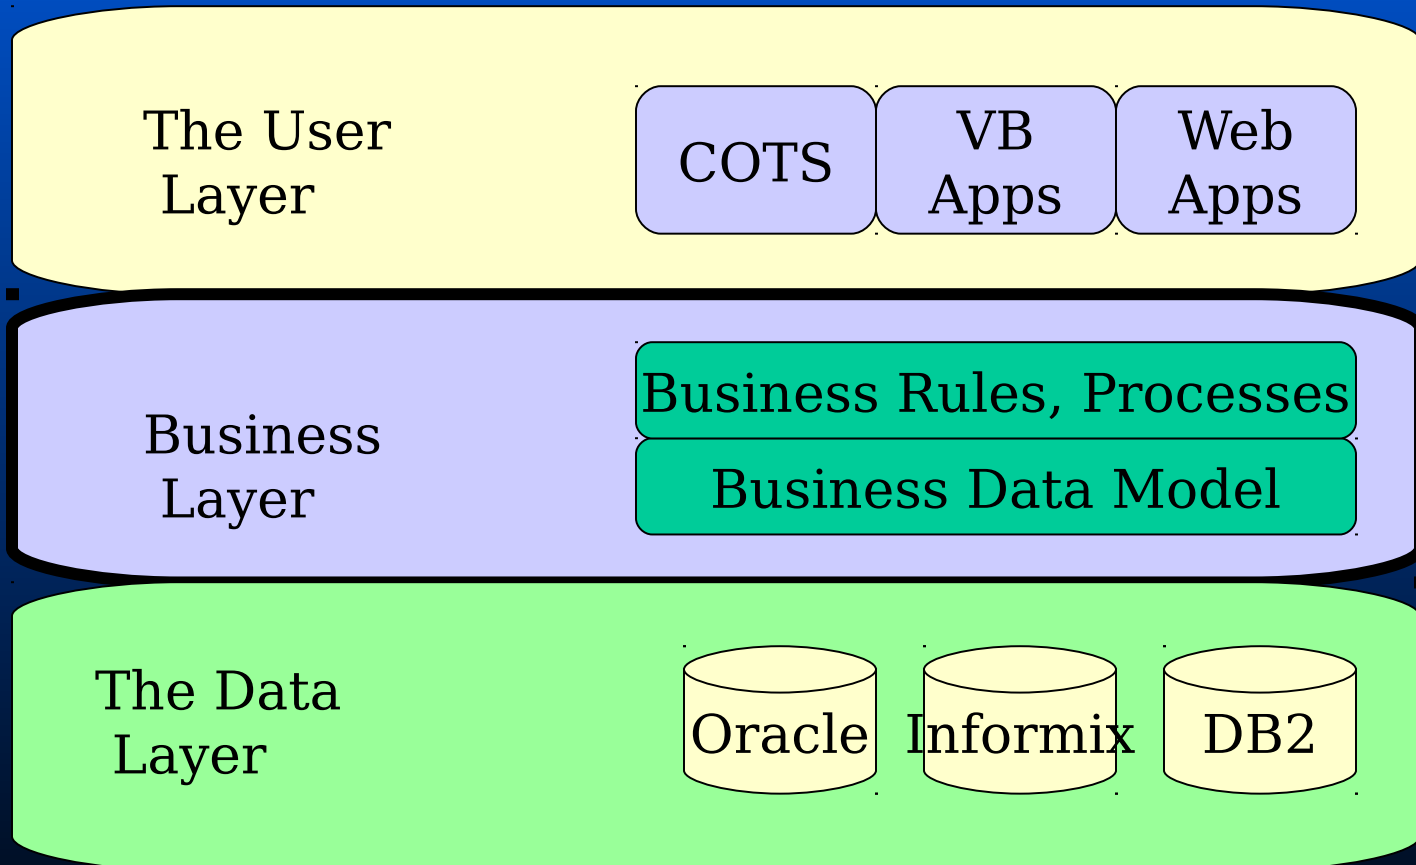 The User
Layer
COTS
VB
Apps
Web
Apps
Business
Layer
Business Rules, Processes
Business Data Model
The Data
Layer
Oracle
Informix
DB2